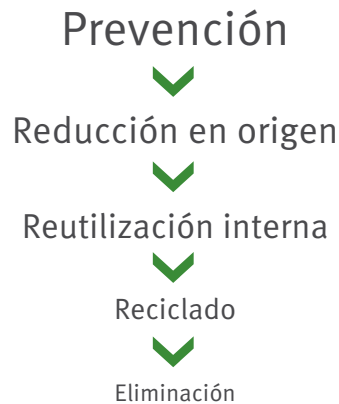 Prevención
Reducción en origen
Reutilización interna
Reciclado
Eliminación